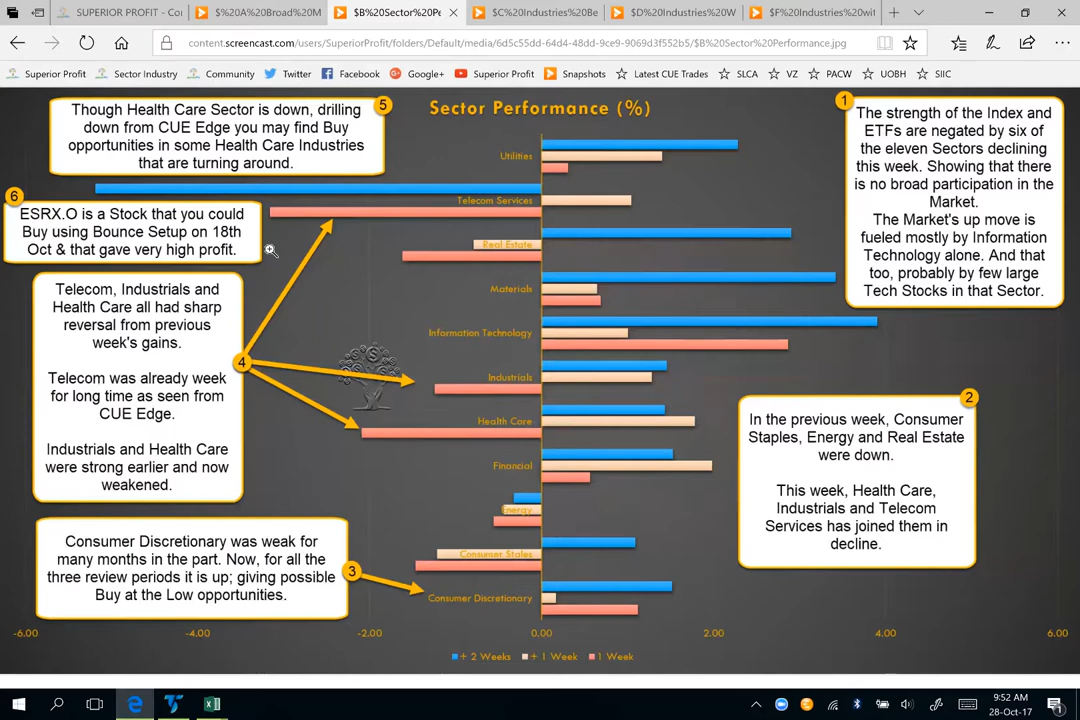 SUPERIOR PROFIT - Co
$%20A%20Broad%20M
$B%20Sector%20Pe
$C%20Industries%20Be
$D%20Industries%20W
$F%20Industries%20wit
content.screencast.com/users/SuperiorProfit/folders/Default/media/6d5c55dd-64d4-48dd-9ce9-9069d3f552b5/$B%20Sector%20Performance.jpg
Superior Profit
Sector Industry
Community
Twitter
Facebook
Google+
Superior Profit
Snapshots
Latest CUE Trades
SLCA
VZ
PACW
UOBH
SIIC
Sector Performance (%)
5
Though Health Care Sector is down, drilling
down from CUE Edge you may find Buy
opportunities in some Health Care Industries
that are turning around.
1
The strength of the Index and
ETFs are negated by six of
the eleven Sectors declining
this week. Showing that there
is no broad participation in the
Market.
The Market's up move is
fueled mostly by Information
Technology alone. And that
too, probably by few large
Tech Stocks in that Sector.
6
ESRX.O is a Stock that you could
Buy using Bounce Setup on 18th
Oct & that gave very high profit.
4
Telecom, Industrials and
Health Care all had sharp
reversal from previous
week's gains.
Telecom was already week
for long time as seen from
CUE Edge.
Industrials and Health Care
were strong earlier and now
weakened.
2
In the previous week, Consumer
Staples, Energy and Real Estate
were down.
This week, Health Care,
Industrials and Telecom
Services has joined them in
decline.
3
Consumer Discretionary was weak for
many months in the part. Now, for all the
three review periods it is up; giving possible
Buy at the Low opportunities.
Utilities
Telecom Services
Real Estate
Materials
Information Technology
Industrials
Health Care
Financial
Energy
Consumer Stales
Consumer Discretionary
-6.00
-4.00
-2.00
0.00
2.00
4.00
6.00
+ 2 Weeks
+ 1 Week
1 Week
9:52 AM
28-Oct-17